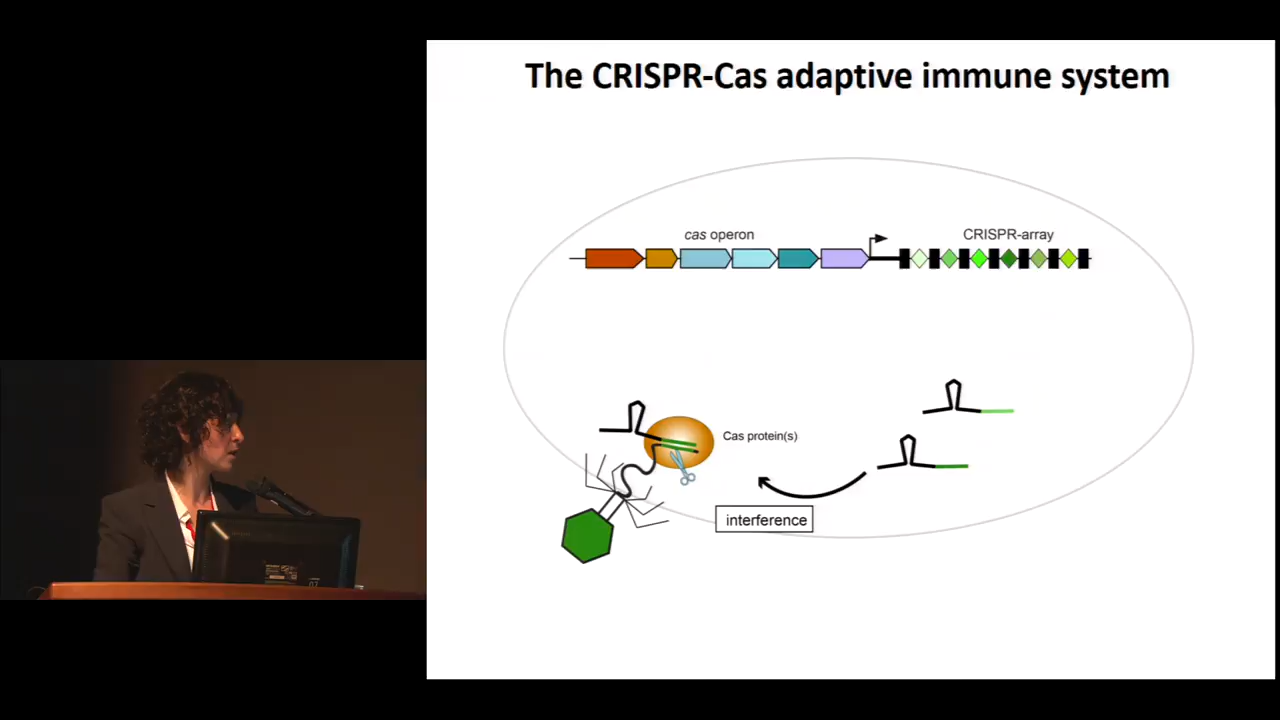 The CRISPR-Cas adaptive immune system
cas operon
CRISPR-array
Cas protein(s)
interference